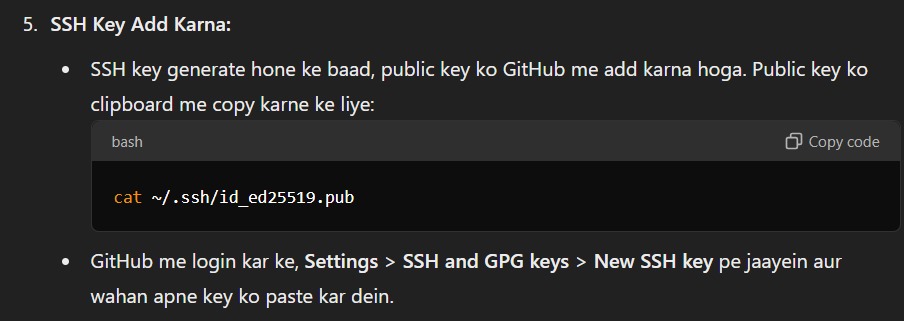 5. SSH Key Add Karna:
• SSH key generate hone ke baad, public key ko GitHub me add karna hoga. Public key ko
clipboard me copy karne ke liye:
bash Copy code
cat ~/.ssh/id_ed25519.pub
• GitHub me login kar ke, Settings > SSH and GPG keys > New SSH key pe jaayein aur
wahan apne key ko paste kar dein.